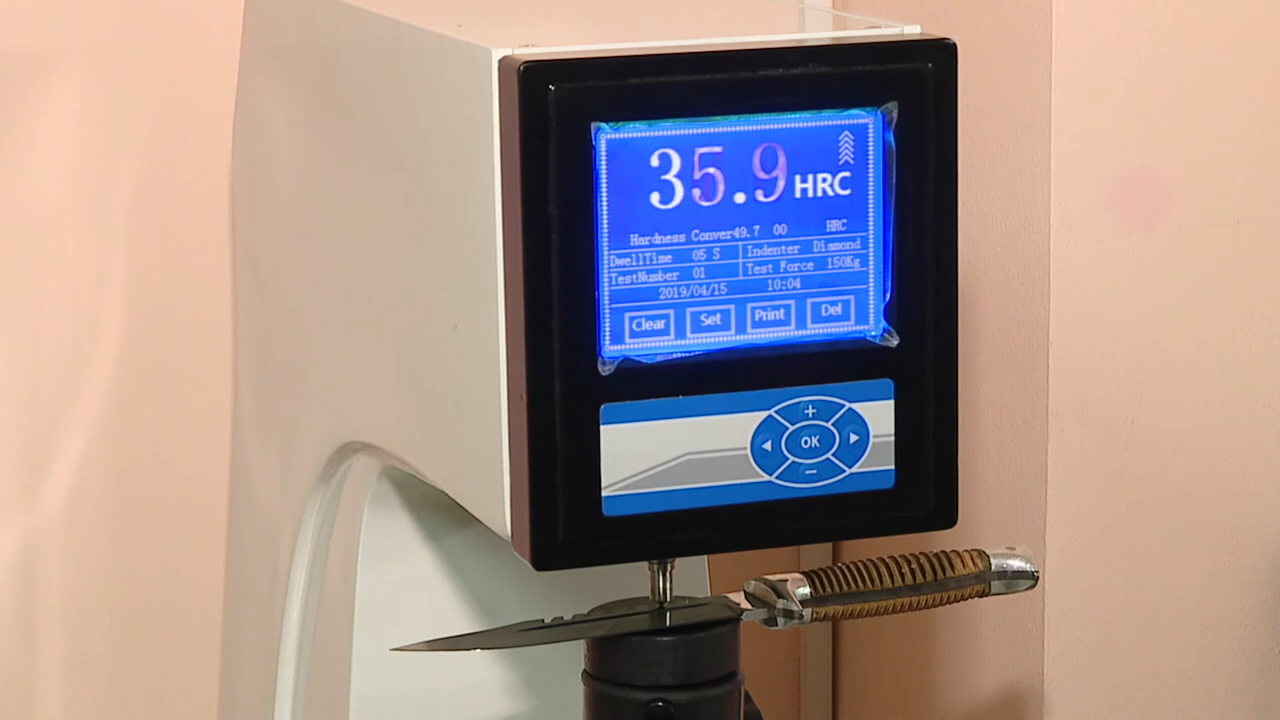 35.9 HRC
Hardness Conver49.7 00 HRC
DwellTime 05 S Indenter Diamond
TestNumber 01 Test Force 150Kg
2019/04/15 10:04
Clear Set Print Del
+
OK
−